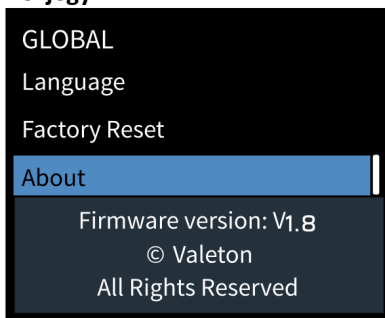 GLOBAL
Language
Factory Reset
About
Firmware version: V1.8
© Valeton
All Rights Reserved